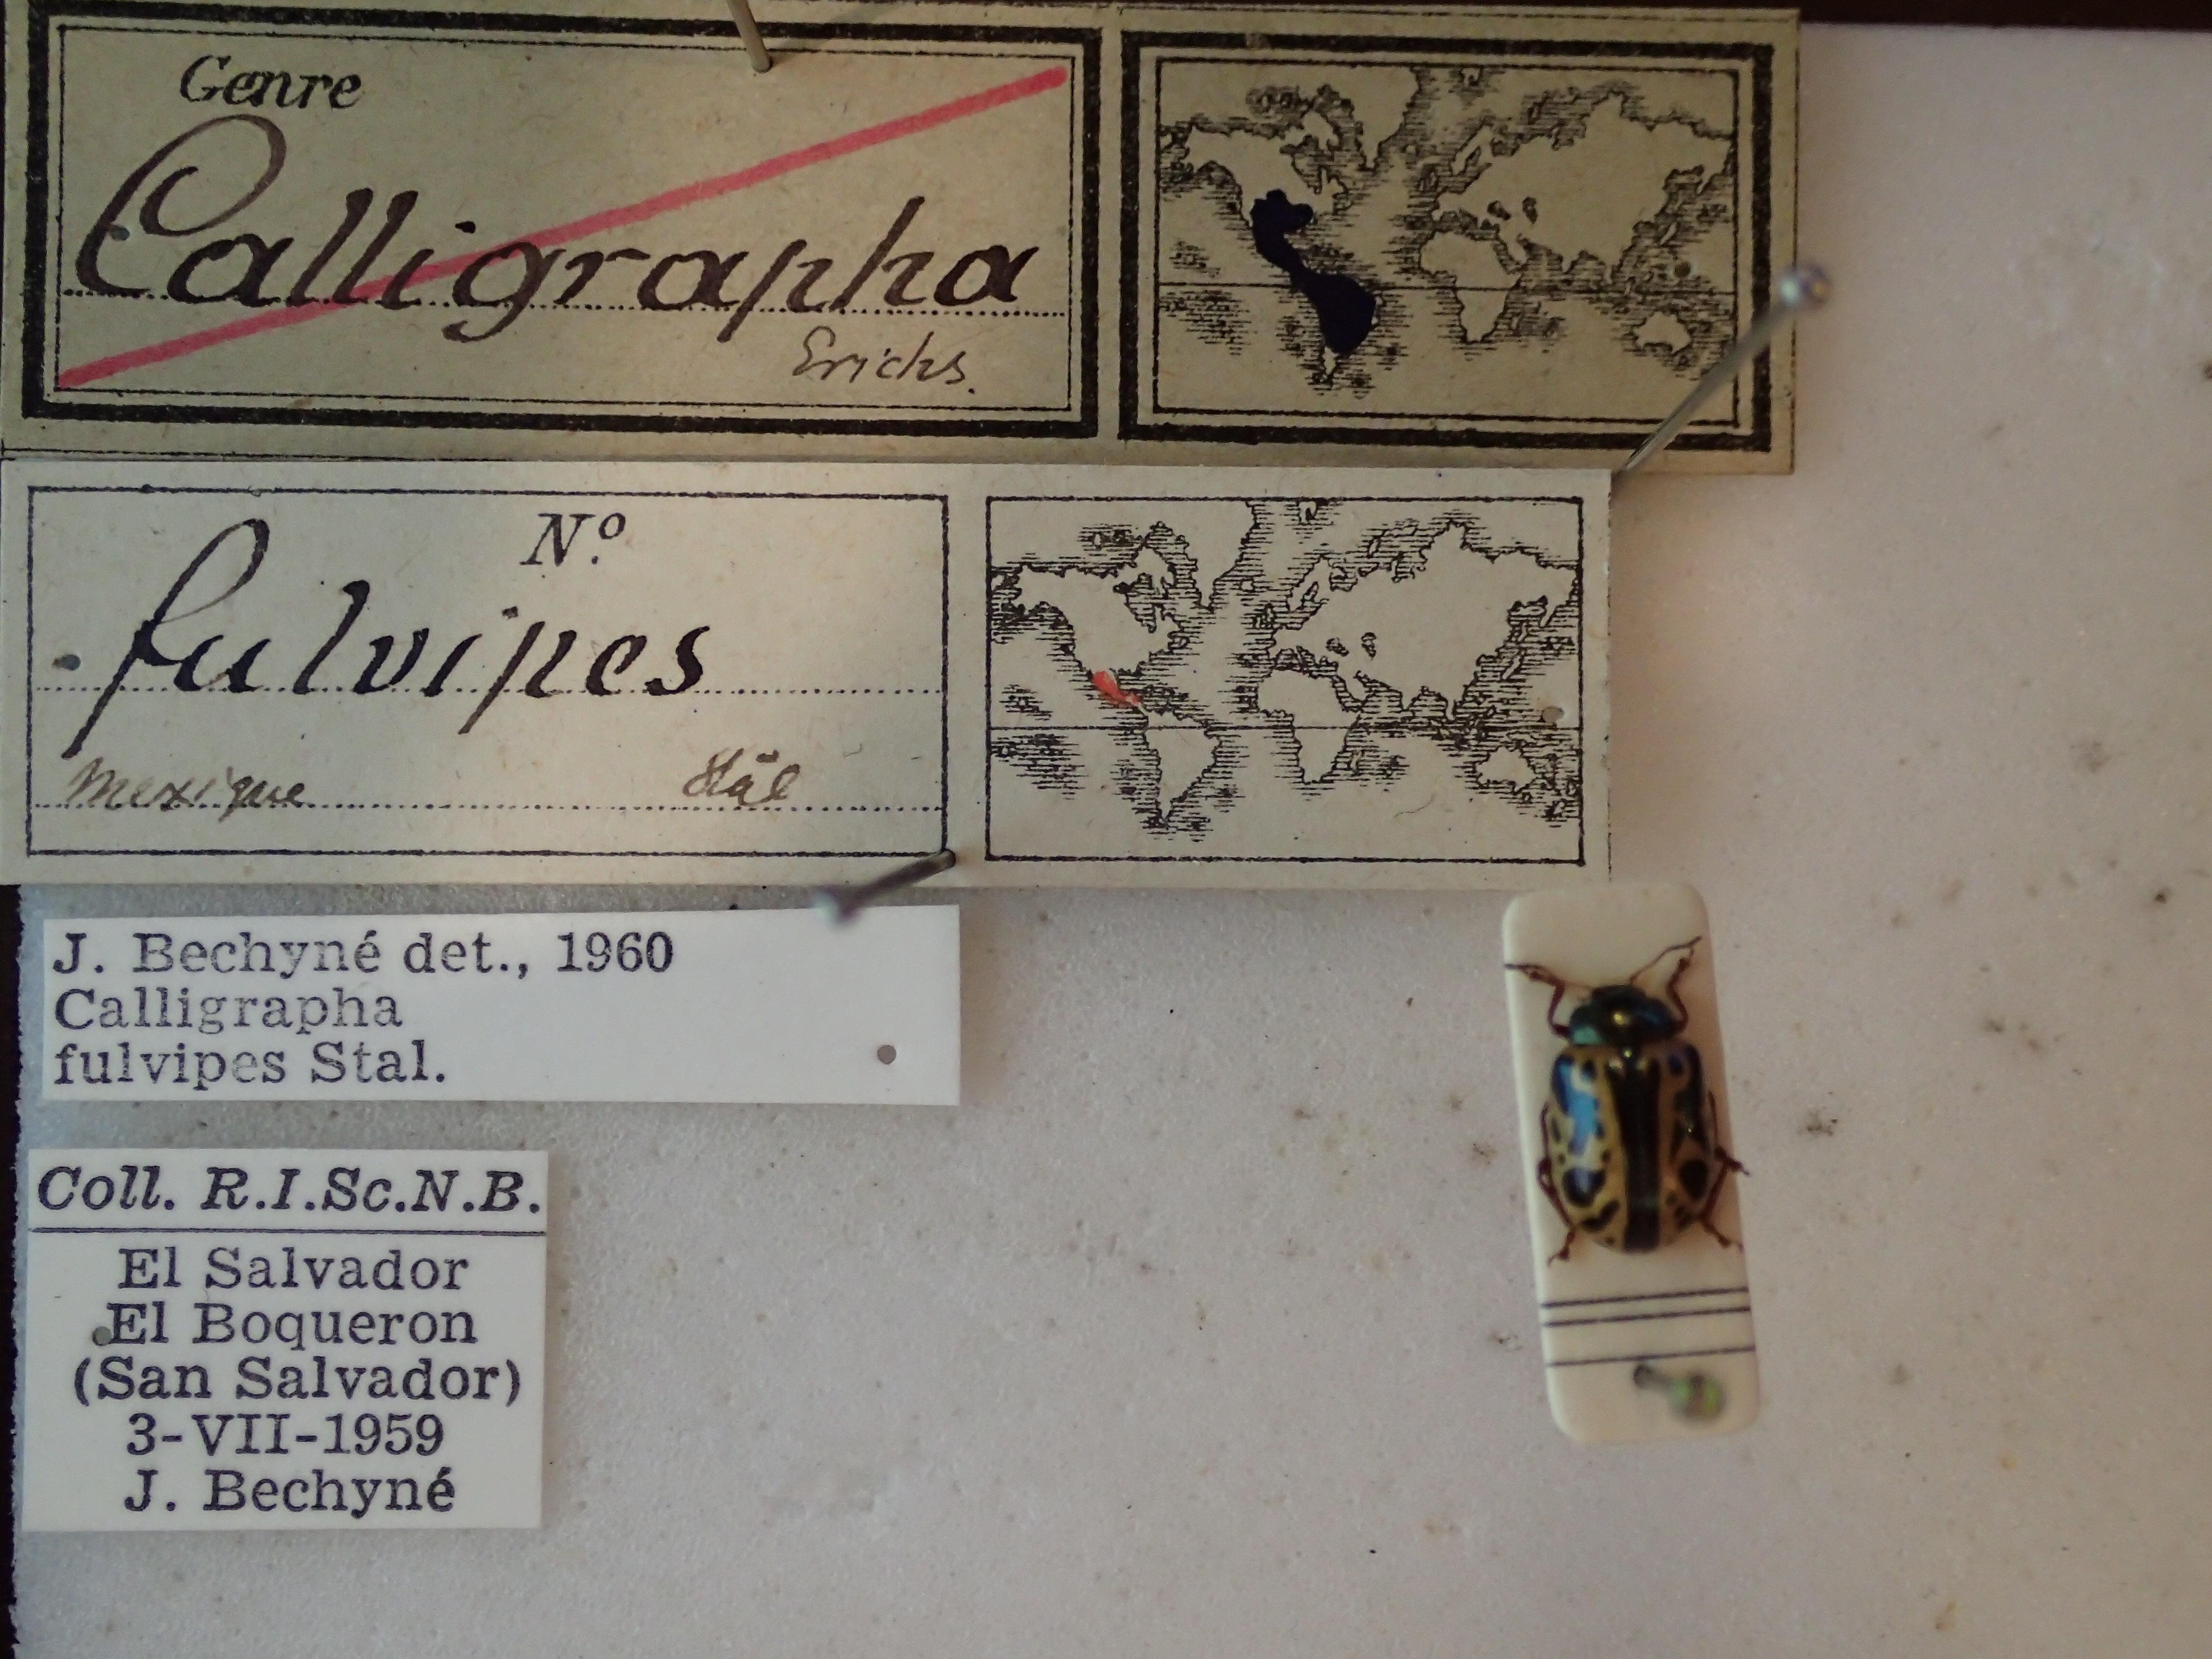 Genre
Calligrapha
Erichs.
Nº.
fulvipes
Mexique Stål
J. Bechyné det., 1960
Calligrapha
fulvipes Stal.
Coll. R.I.Sc.N.B.
El Salvador
El Boqueron
(San Salvador)
3-VII-1959
J. Bechyné